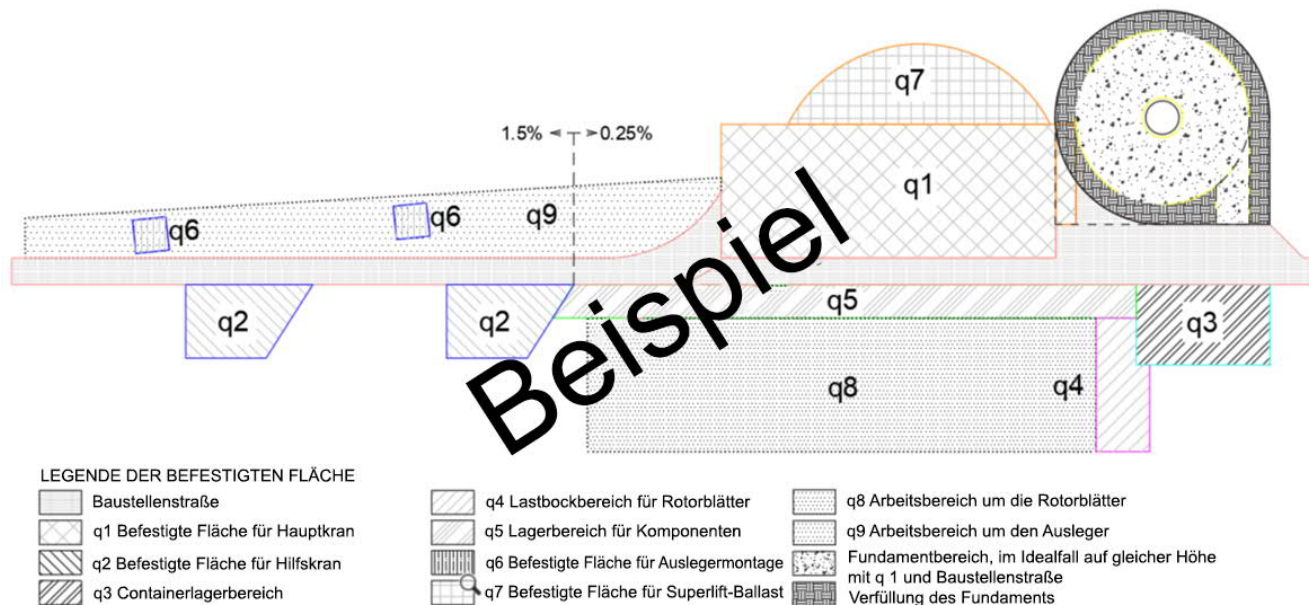 q7
1.5%
0.25%
q1
q6
q6
q9
Beispiel
q5
q2
q2
q3
q8
q4
LEGENDE DER BEFESTIGTEN FLÄCHE
Baustellenstraße
q1 Befestigte Fläche für Hauptkran
q2 Befestigte Fläche für Hilfskran
q3 Containerlagerbereich
q4 Lastbockbereich für Rotorblätter
q5 Lagerbereich für Komponenten
q6 Befestigte Fläche für Auslegermontage
q7 Befestigte Fläche für Superlift-Ballast
q8 Arbeitsbereich um die Rotorblätter
q9 Arbeitsbereich um den Ausleger
Fundamentbereich, im Idealfall auf gleicher Höhe
mit q 1 und Baustellenstraße
Verfüllung des Fundaments